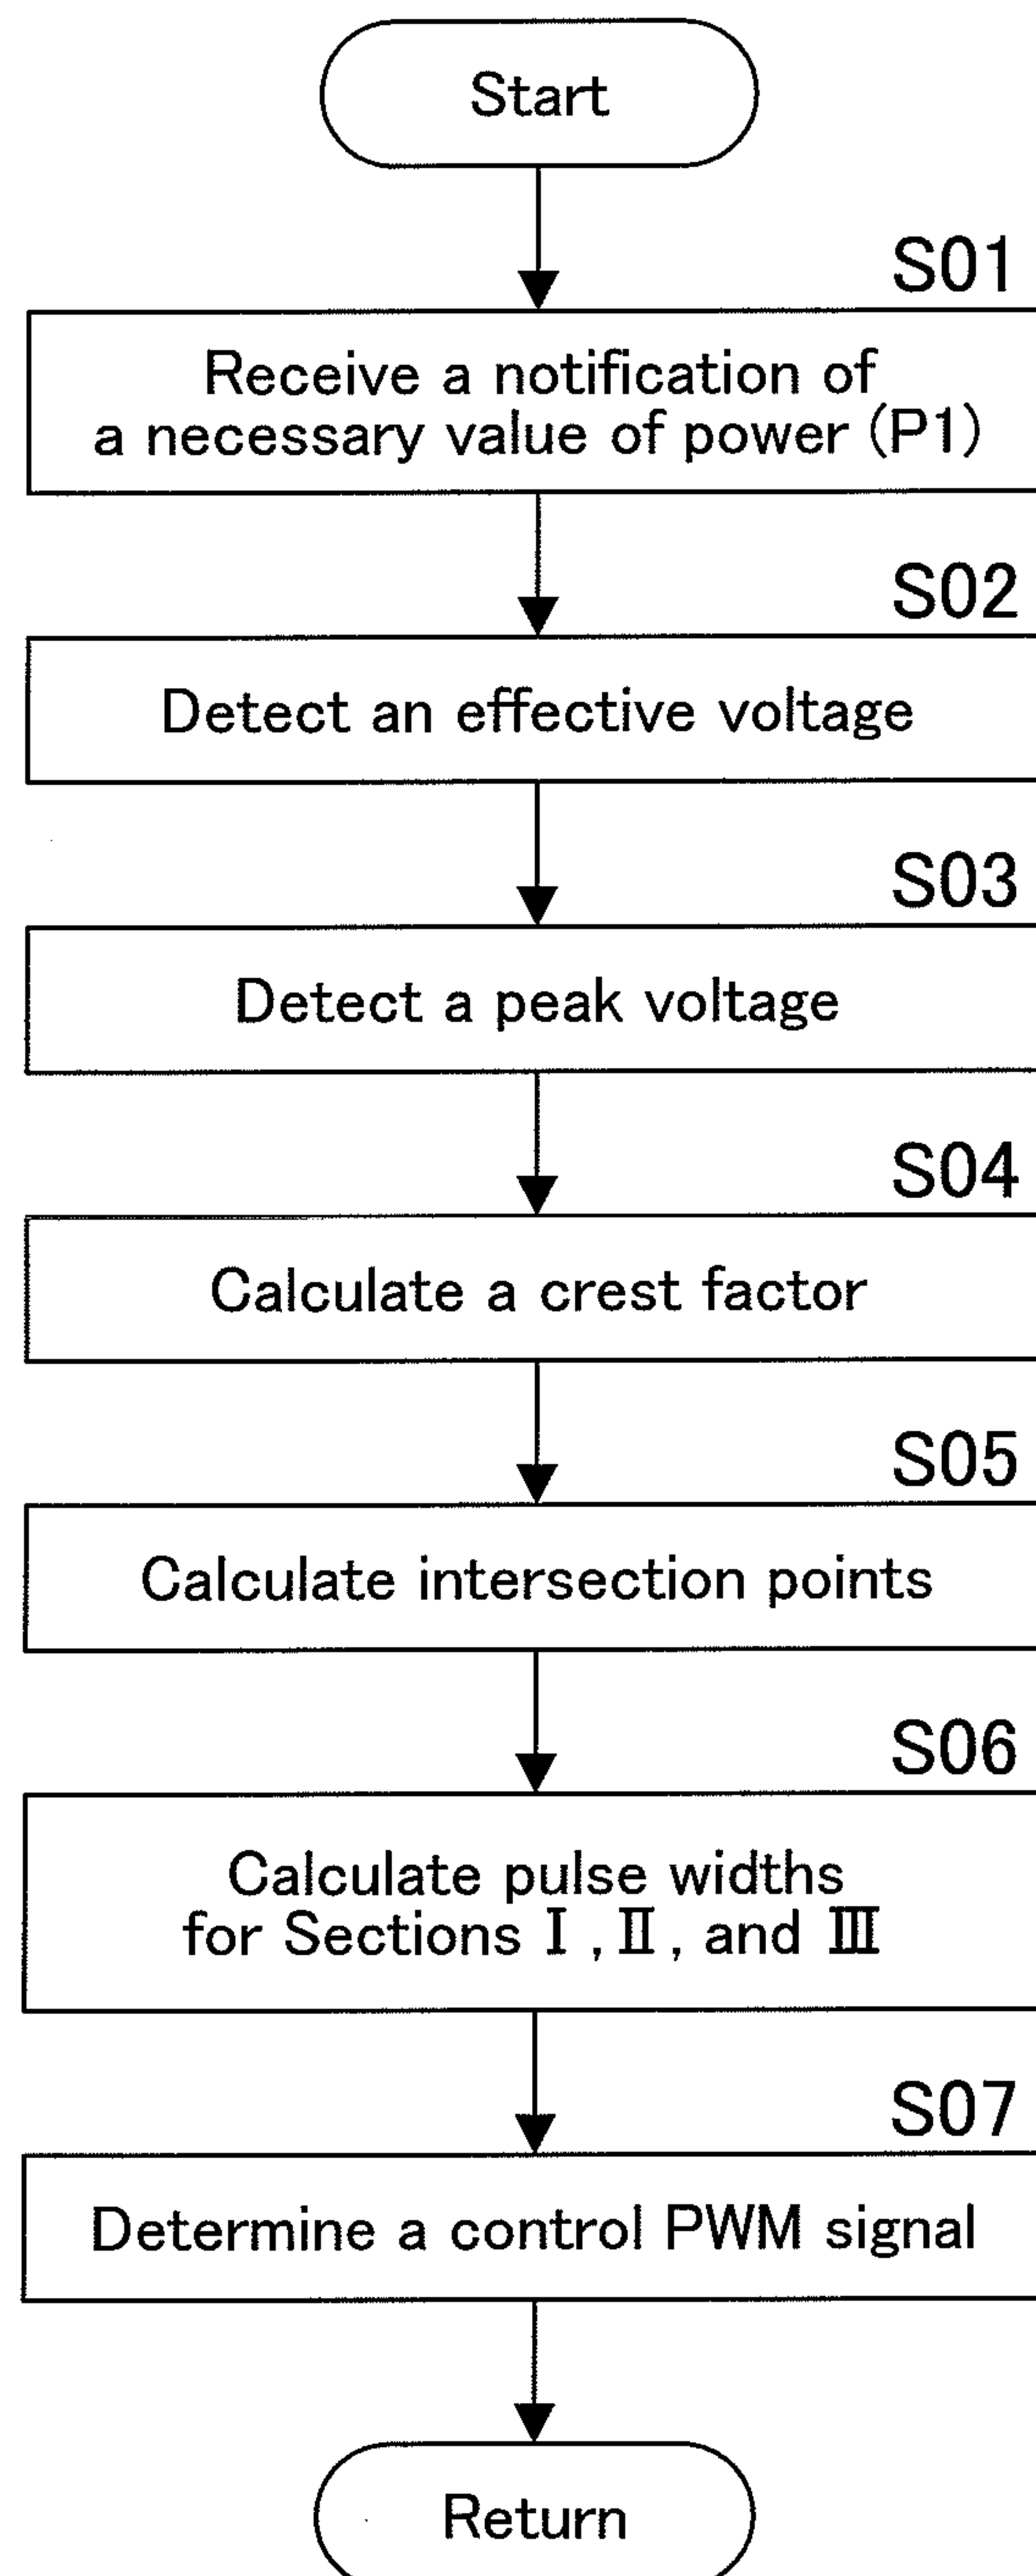 Start
S01
Receive a notification of
a necessary value of power (P1)
S02
Detect an effective voltage
S03
Detect a peak voltage
S04
Calculate a crest factor
S05
Calculate intersection points
S06
Calculate pulse widths
for Sections Ⅰ, Ⅱ, and Ⅲ
S07
Determine a control PWM signal
Return